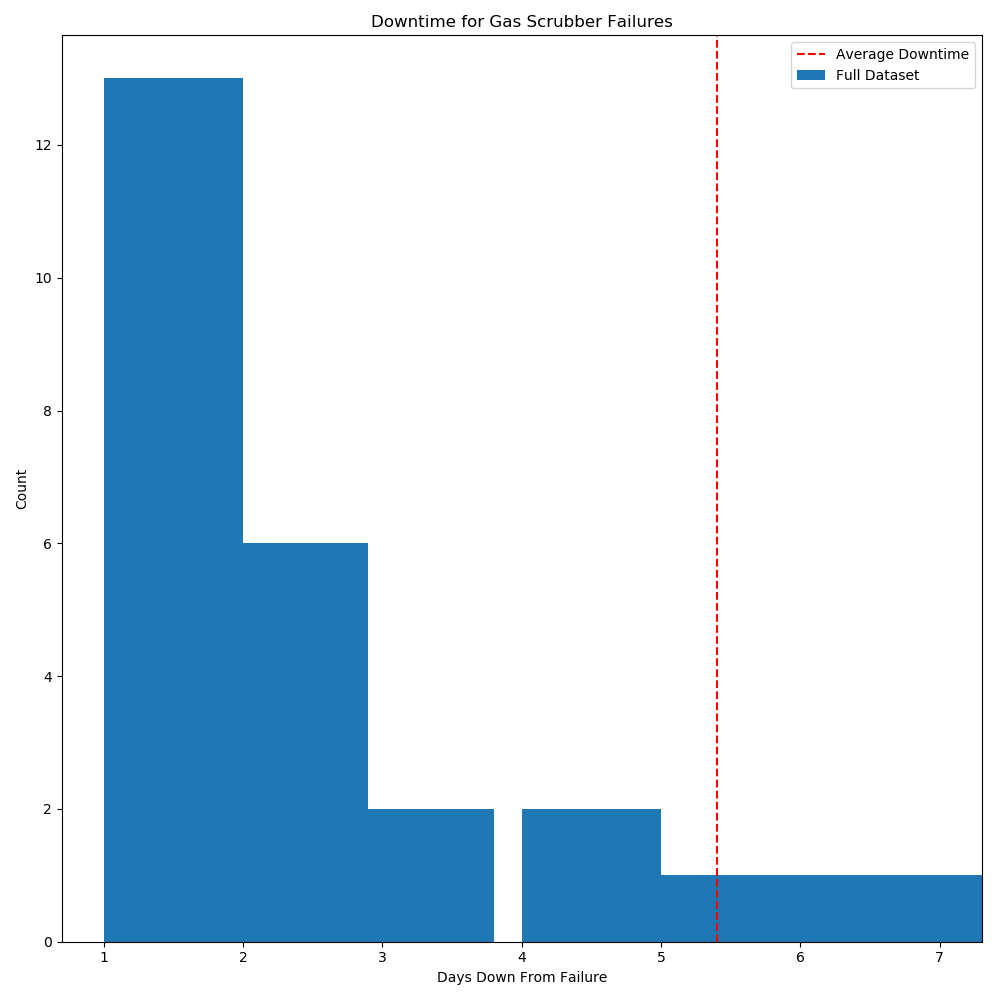 Downtime for Gas Scrubber Failures
Average Downtime
Full Dataset
Count
12
10
8
6
4
2
0
1 2 3 4 5 6 7
Days Down From Failure